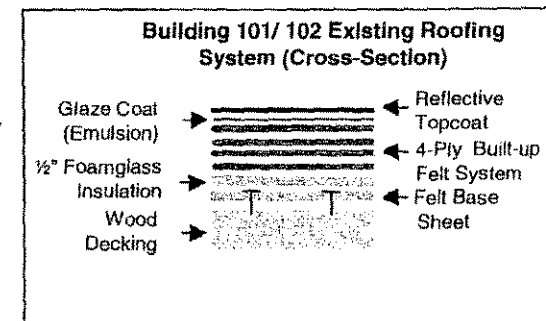 Building 101/ 102 Existing Roofing
System (Cross-Section)
Glaze Coat
(Emulsion)
½" Foamglass
Insulation
Wood
Decking
Reflective
Topcoat
4-Ply Built-up
Felt System
Felt Base
Sheet